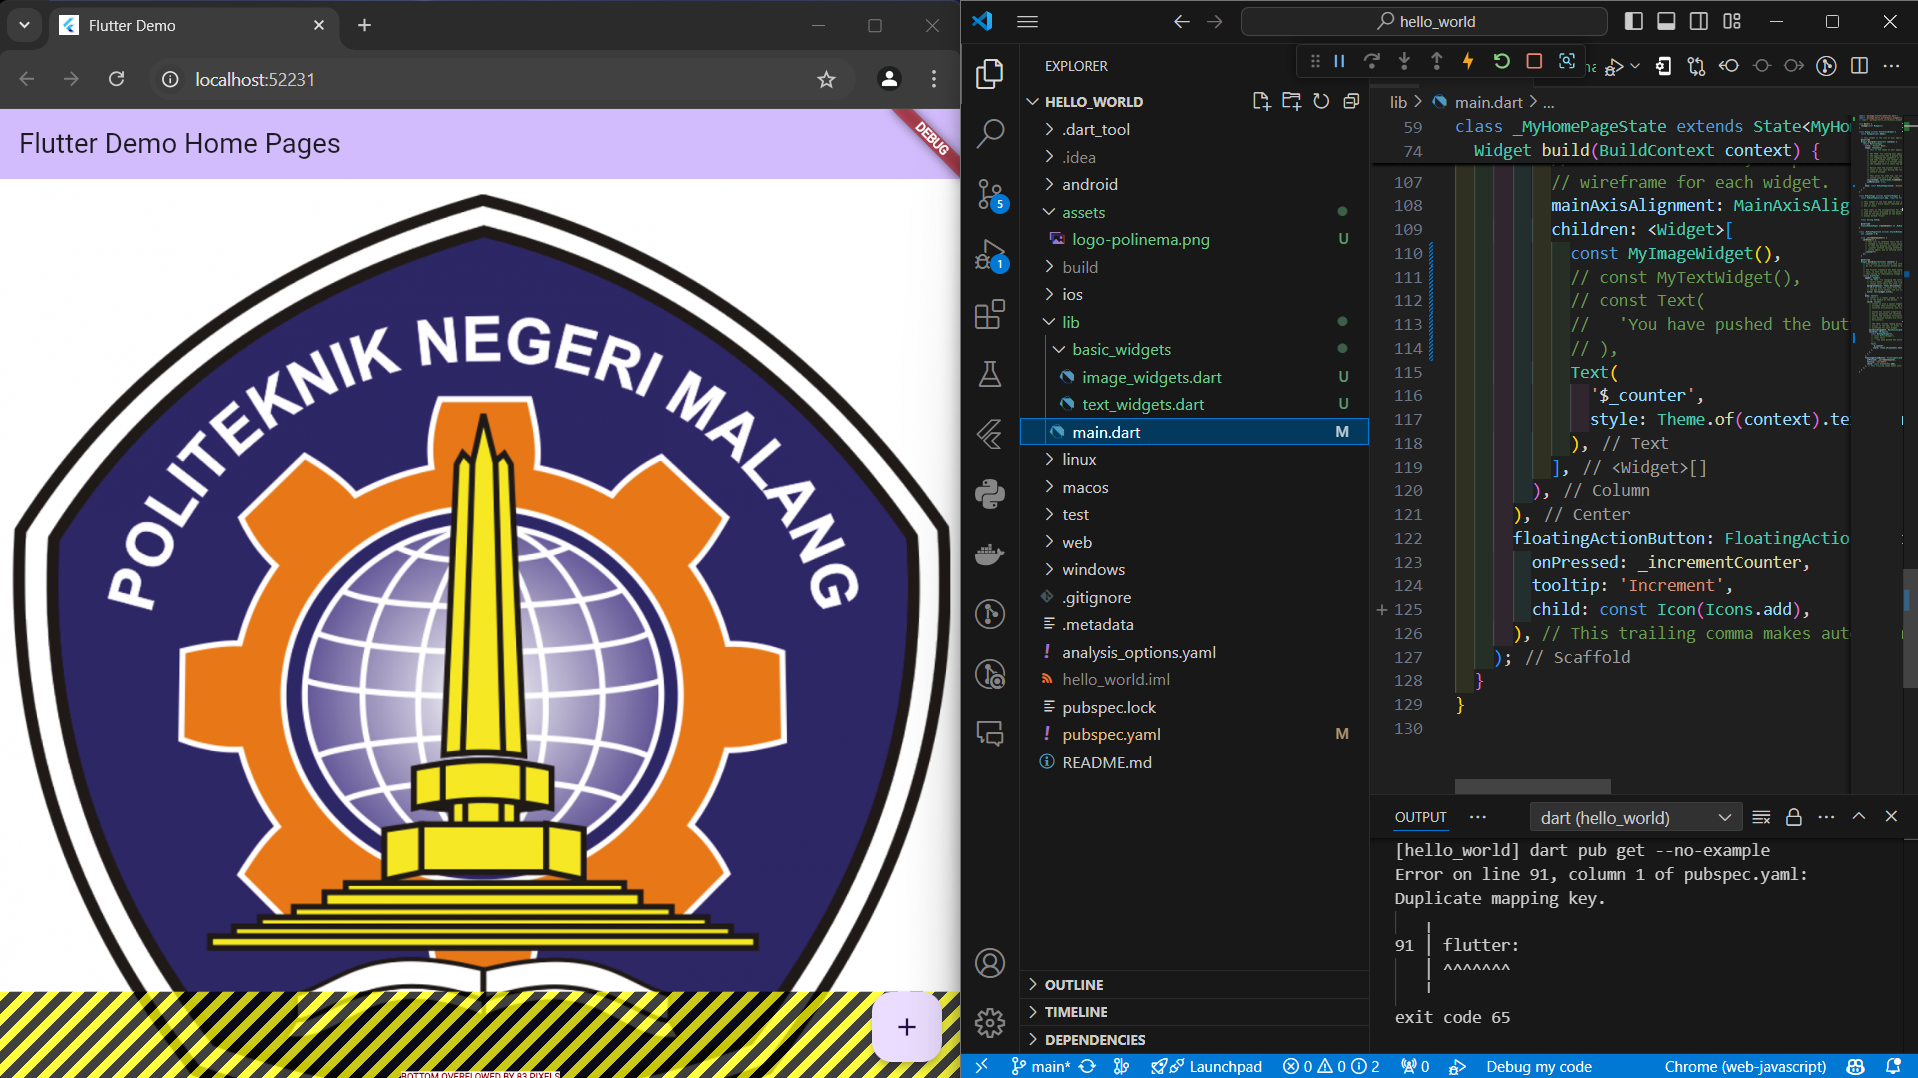 Flutter Demo
localhost:52231
Flutter Demo Home Pages
DEBUG
POLITEKNIK NEGERI MALANG
BOTTOM OVERFLOWED BY 83 PIXELS
hello_world
EXPLORER
HELLO_WORLD
.dart_tool
.idea
android
assets
logo-polinema.png U
build
ios
lib
basic_widgets
image_widgets.dart U
text_widgets.dart U
main.dart M
linux
macos
test
web
windows
.gitignore
.metadata
! analysis_options.yaml
hello_world.iml
pubspec.lock
! pubspec.yaml M
README.md
OUTLINE
TIMELINE
DEPENDENCIES
5
1
lib > main.dart > ...
59 class _MyHomePageState extends State<MyHo
74 Widget build(BuildContext context) {
107 // wireframe for each widget.
108 mainAxisAlignment: MainAxisAlig
109 children: <Widget>[
110 const MyImageWidget(),
111 // const MyTextWidget(),
112 // const Text(
113 //   'You have pushed the but
114 // ),
115 Text(
116 '$_counter',
117 style: Theme.of(context).te
118 ), // Text
119 ], // <Widget>[]
120 ), // Column
121 ), // Center
122 floatingActionButton: FloatingActio
123 onPressed: _incrementCounter,
124 tooltip: 'Increment',
125 child: const Icon(Icons.add),
126 ), // This trailing comma makes aut
127 ); // Scaffold
128 }
129 }
130
OUTPUT
dart (hello_world)
[hello_world] dart pub get --no-example
Error on line 91, column 1 of pubspec.yaml:
Duplicate mapping key.
91 | flutter:
| ^^^^^^^
exit code 65
main* Launchpad 0 0 2 0 Debug my code Chrome (web-javascript)